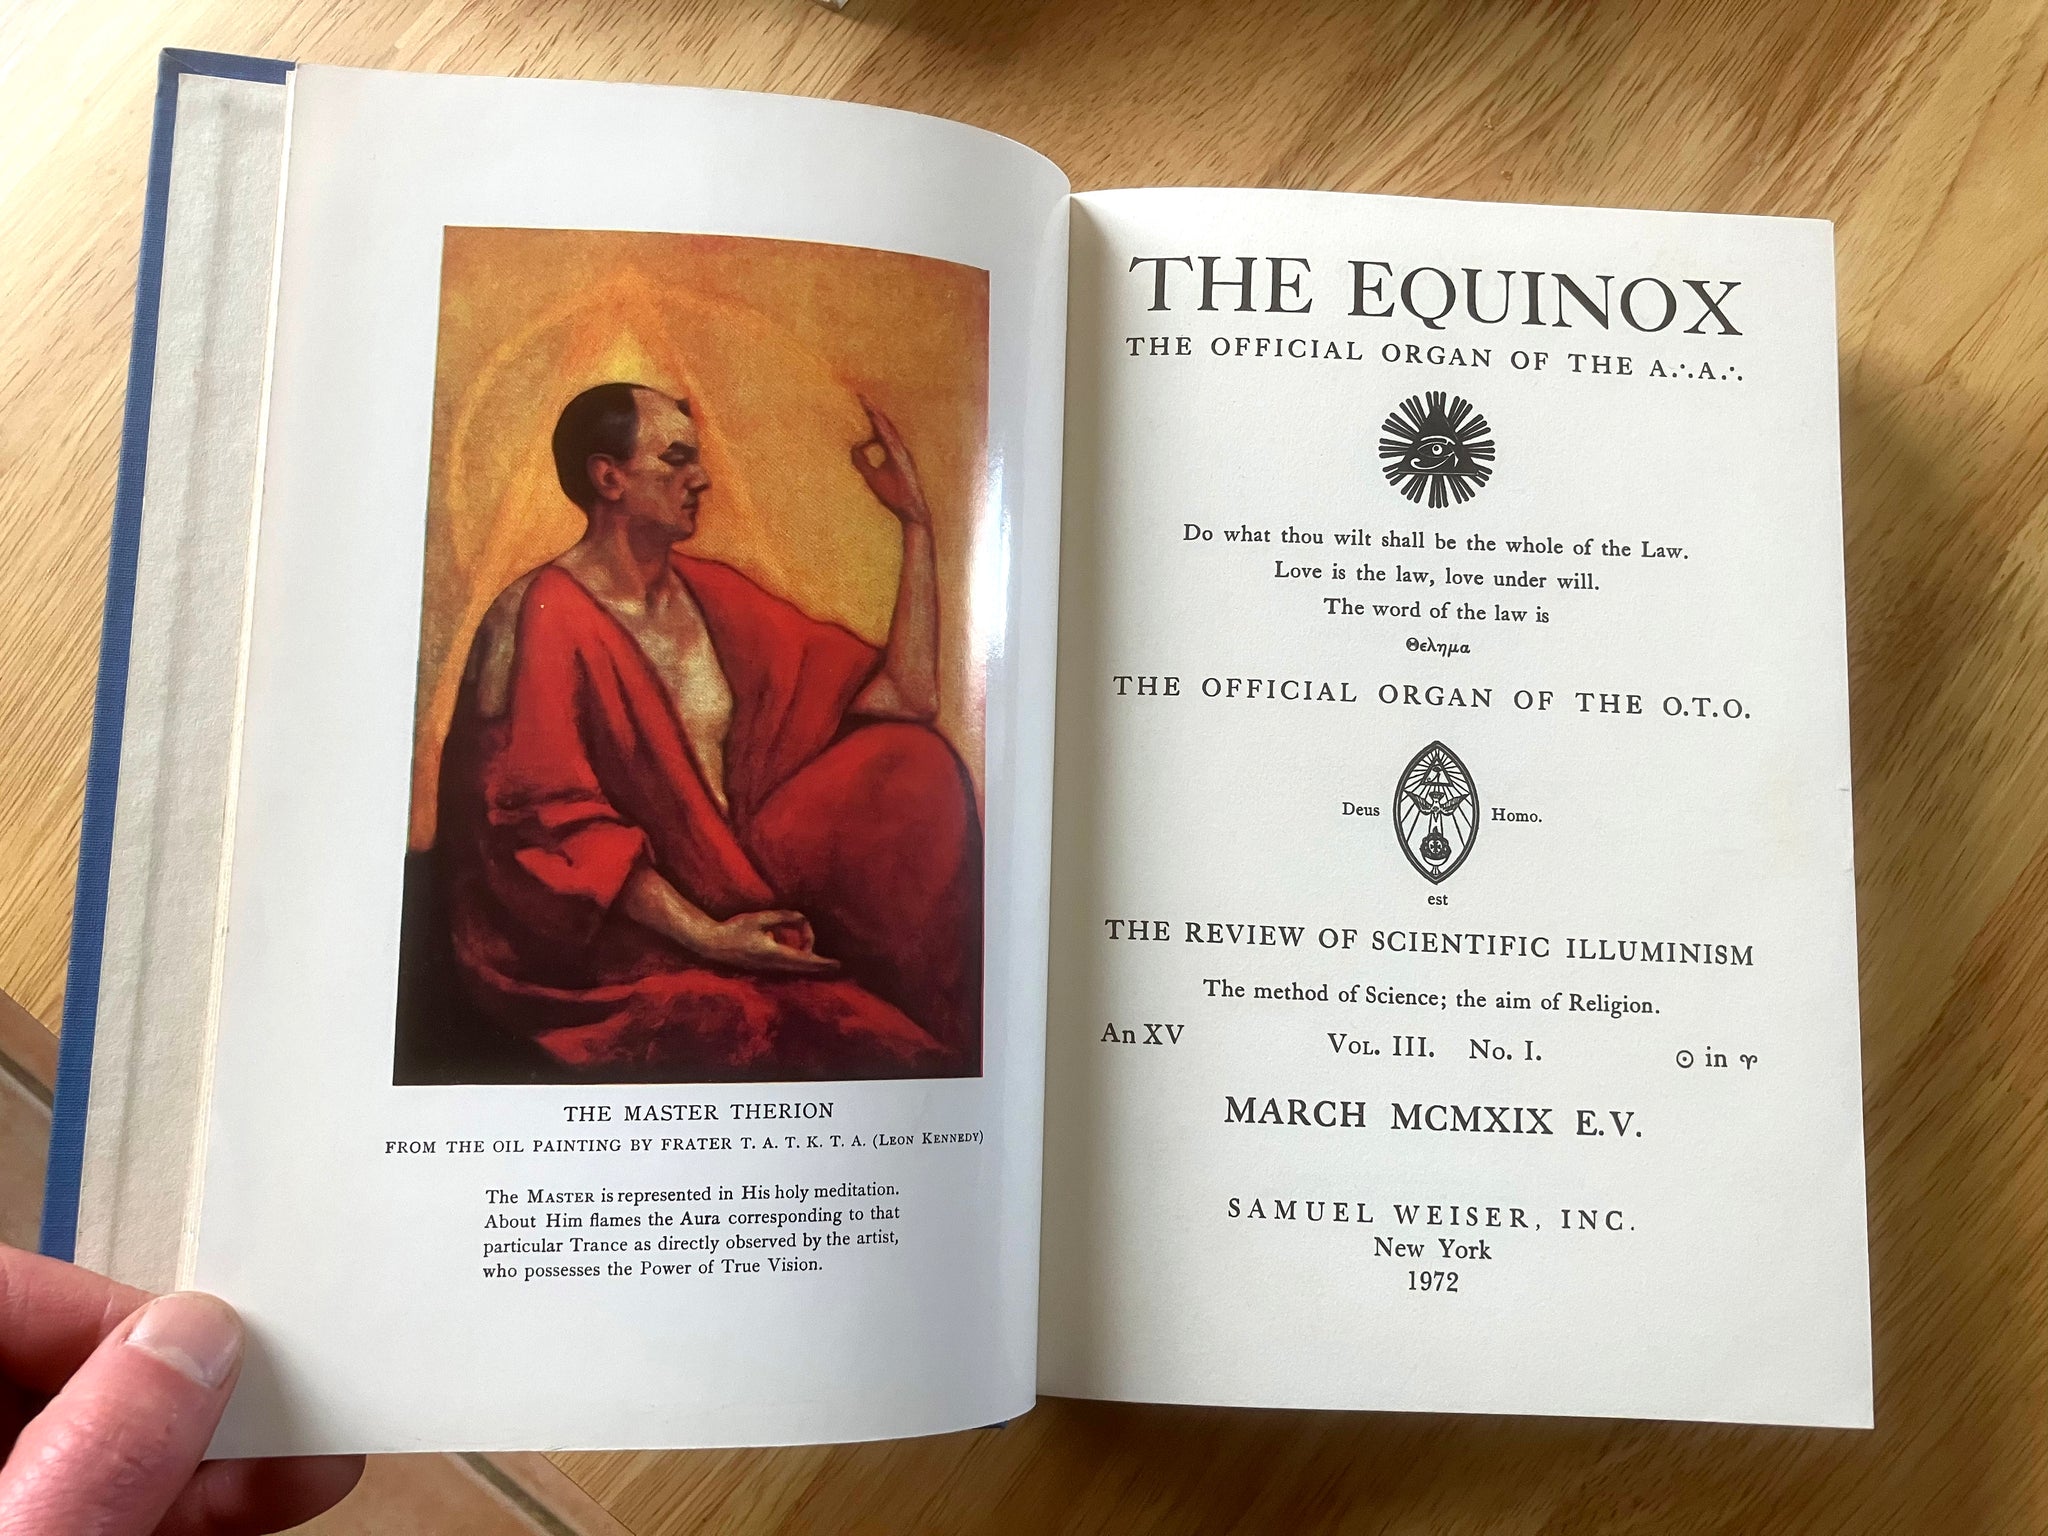 THE MASTER THERION
FROM THE OIL PAINTING BY FRATER T. A. T. K. T. A. (LEON KENNEDY)
The MASTER is represented in His holy meditation.
About Him flames the Aura corresponding to that
particular Trance as directly observed by the artist,
who possesses the Power of True Vision.
THE EQUINOX
THE OFFICIAL ORGAN OF THE A∴A∴
Do what thou wilt shall be the whole of the Law.
Love is the law, love under will.
The word of the law is
Θελημα
THE OFFICIAL ORGAN OF THE O.T.O.
Deus Homo.
est
THE REVIEW OF SCIENTIFIC ILLUMINISM
The method of Science; the aim of Religion.
An XV VOL. III. NO. I. ☉ in ♈
MARCH MCMXIX E.V.
SAMUEL WEISER, INC.
New York
1972